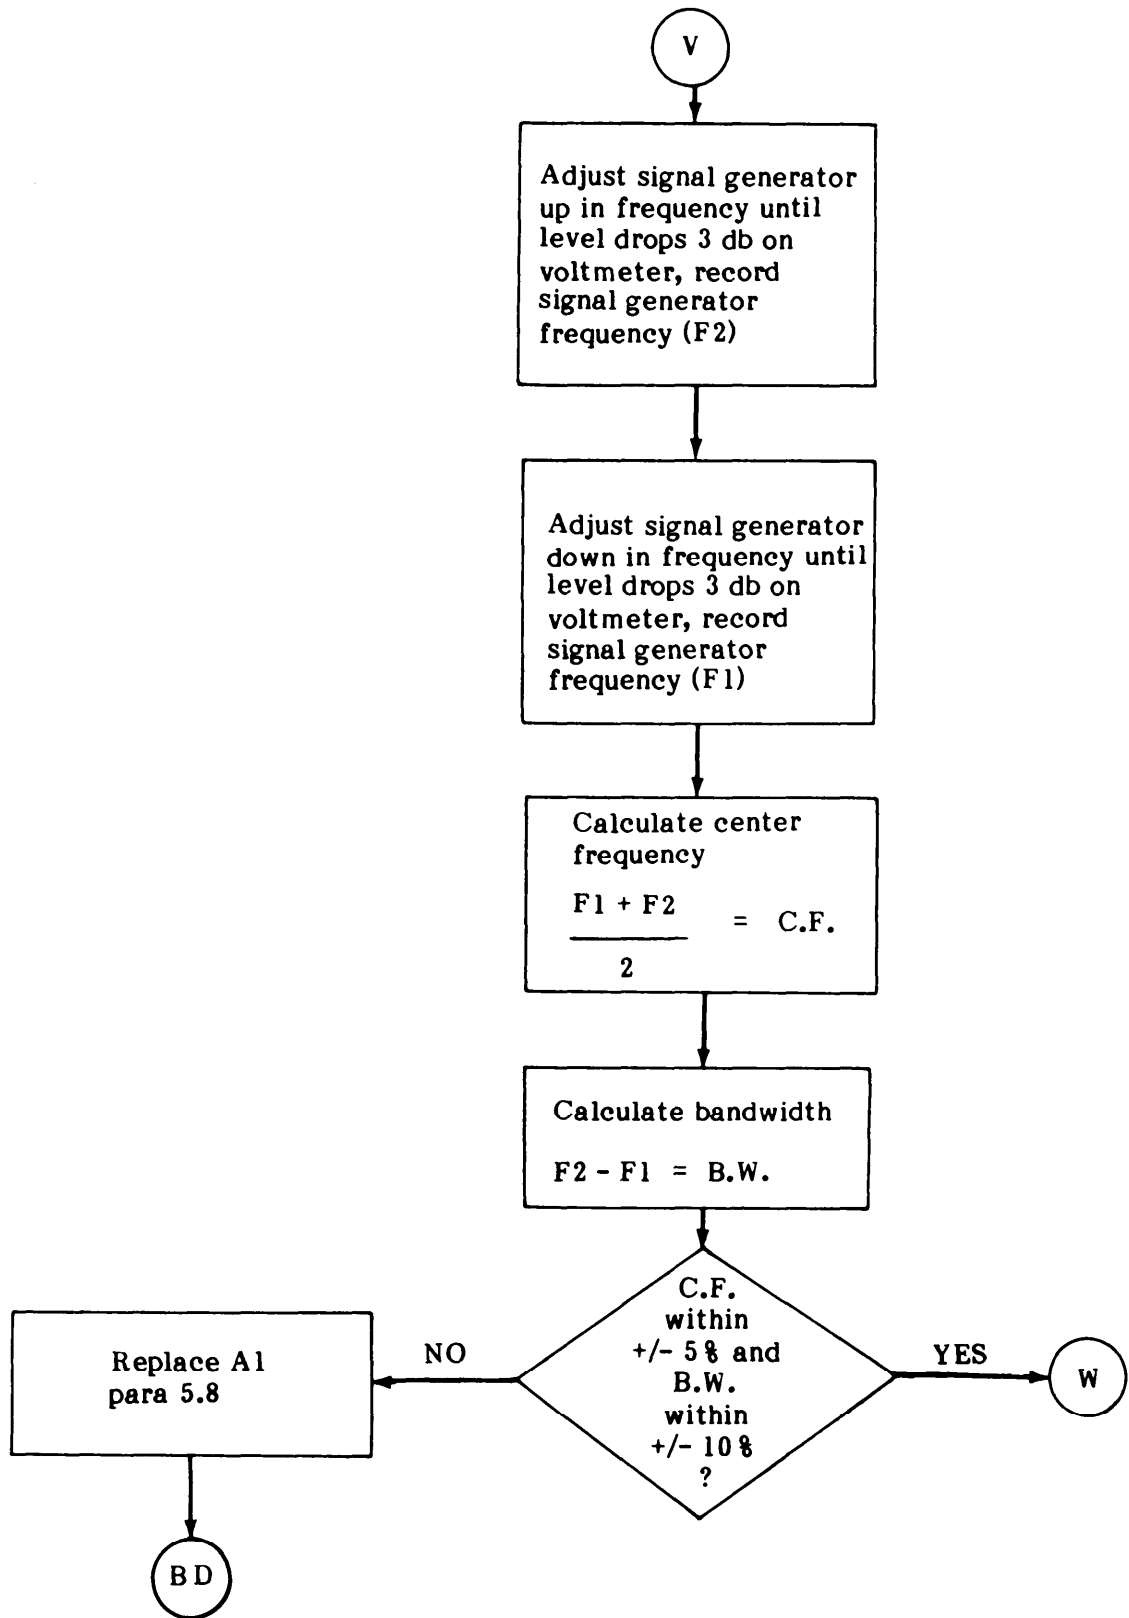 V
Adjust signal generator
up in frequency until
level drops 3 db on
voltmeter, record
signal generator
frequency (F2)
Adjust signal generator
down in frequency until
level drops 3 db on
voltmeter, record
signal generator
frequency (F1)
Calculate center
frequency
F1 + F2
= C.F.
2
Calculate bandwidth
F2 - F1 = B.W.
C.F.
within
+/- 5% and
B.W.
within
+/- 10%
?
NO
YES
Replace A1
para 5.8
W
BD